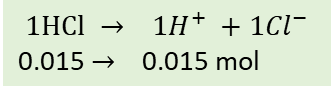 1HCl → 1H⁺ + 1Cl⁻
0.015 → 0.015 mol